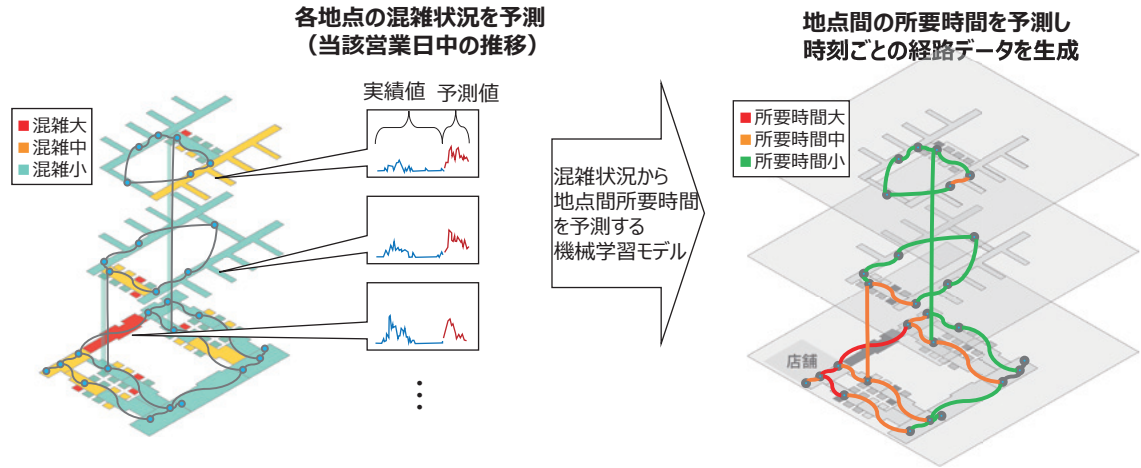 各地点の混雑状況を予測
（当該営業日中の推移）
実績値 予測値
混雑大
混雑中
混雑小
混雑状況から
地点間所要時間
を予測する
機械学習モデル
地点間の所要時間を予測し
時刻ごとの経路データを生成
所要時間大
所要時間中
所要時間小
店舗